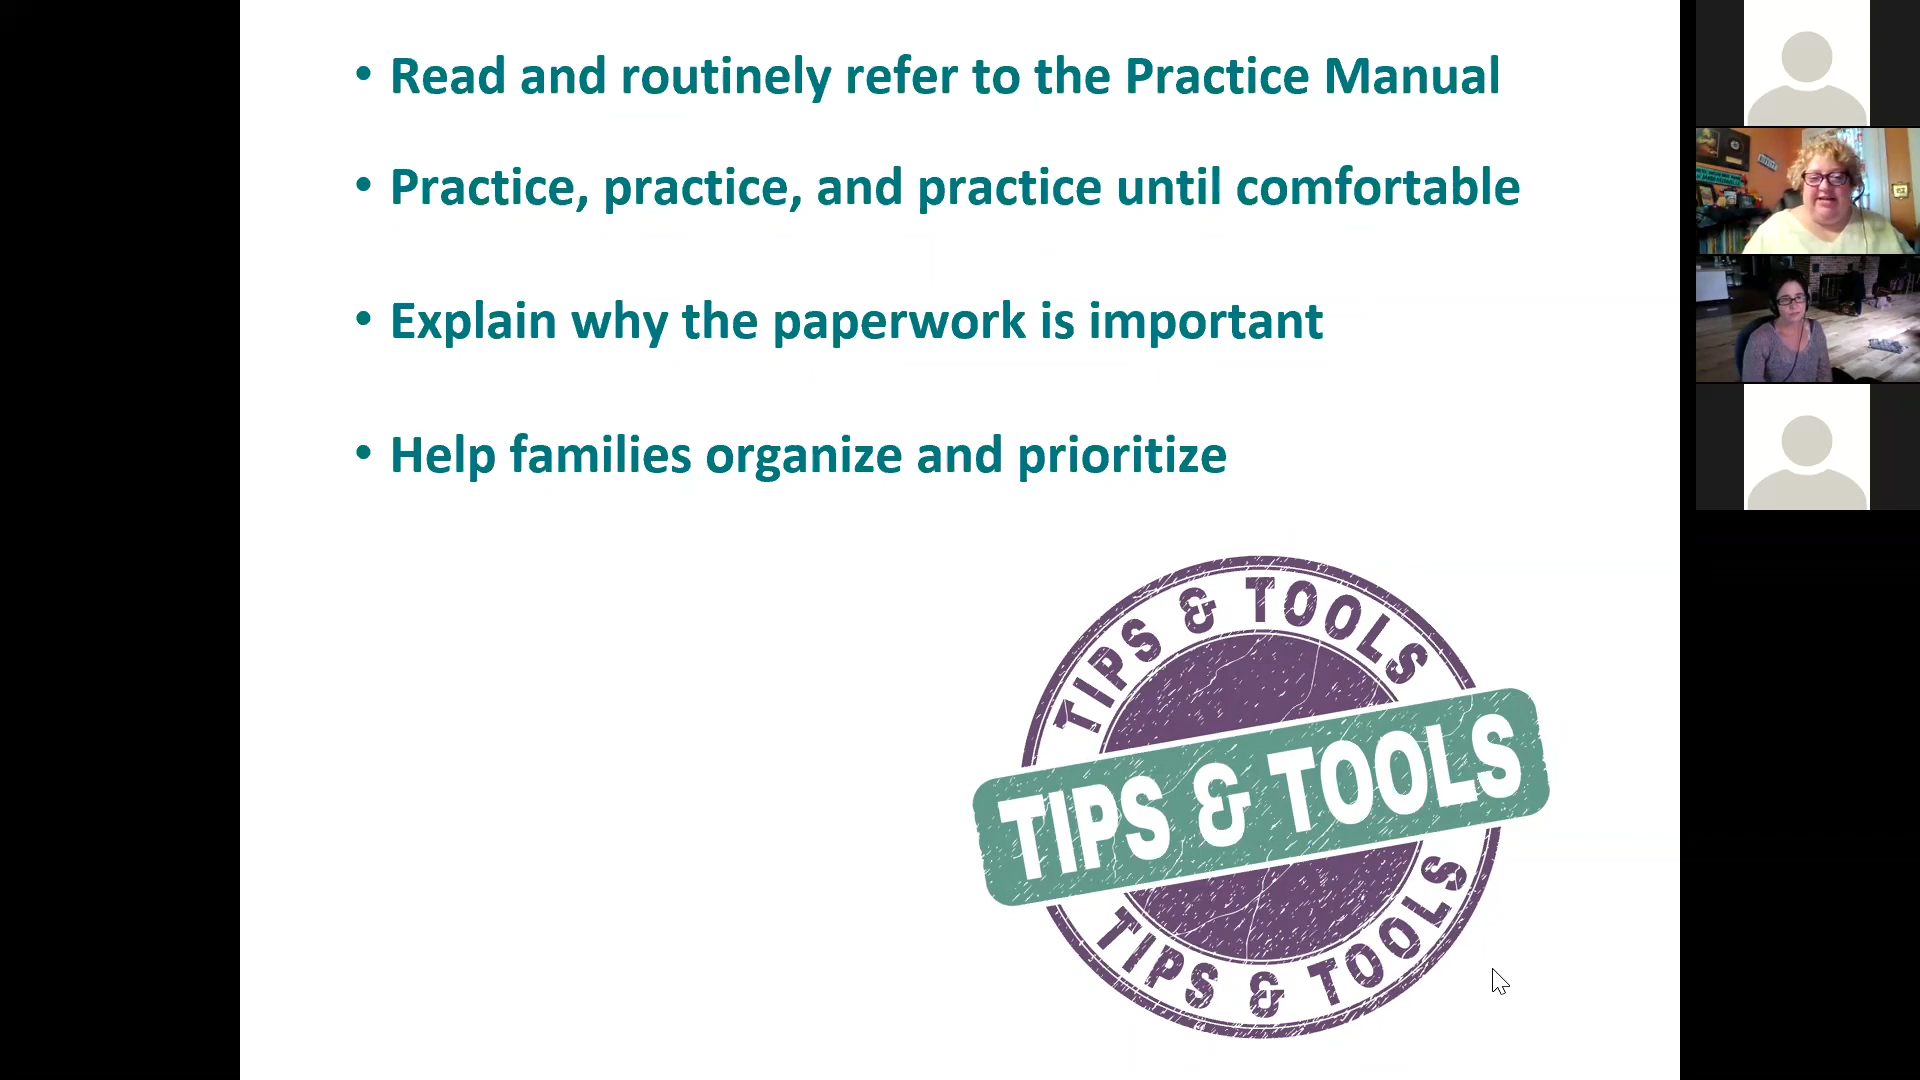 • Read and routinely refer to the Practice Manual
• Practice, practice, and practice until comfortable
• Explain why the paperwork is important
• Help families organize and prioritize
TIPS & TOOLS
TIPS & TOOLS
TIPS & TOOLS